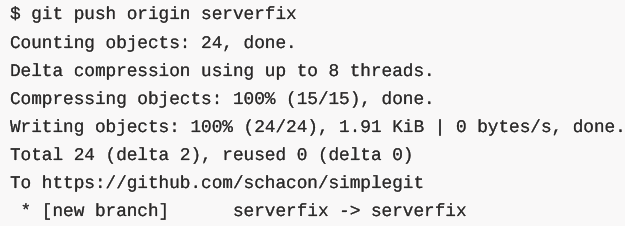 $ git push origin serverfix
Counting objects: 24, done.
Delta compression using up to 8 threads.
Compressing objects: 100% (15/15), done.
Writing objects: 100% (24/24), 1.91 KiB | 0 bytes/s, done.
Total 24 (delta 2), reused 0 (delta 0)
To https://github.com/schacon/simplegit
 * [new branch]      serverfix -> serverfix